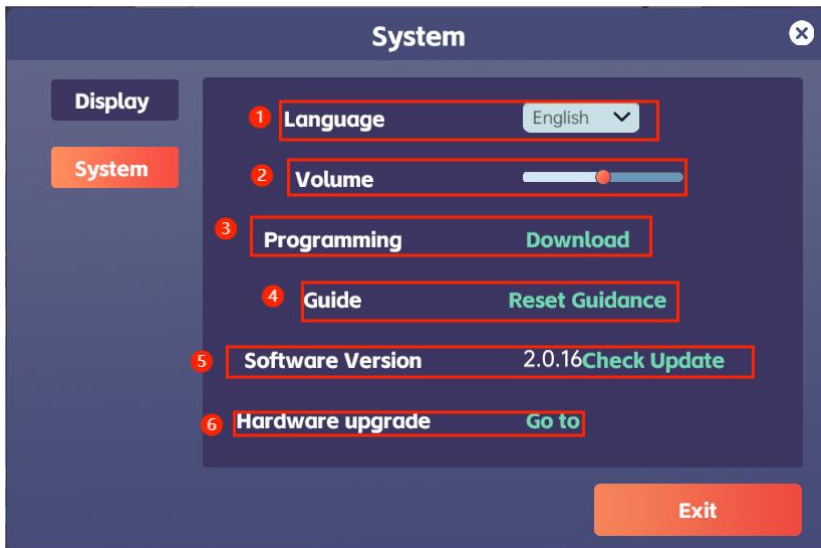 System
Display
System
1 Language English
2 Volume
3 Programming Download
4 Guide Reset Guidance
5 Software Version 2.0.16Check Update
6 Hardware upgrade Go to
Exit